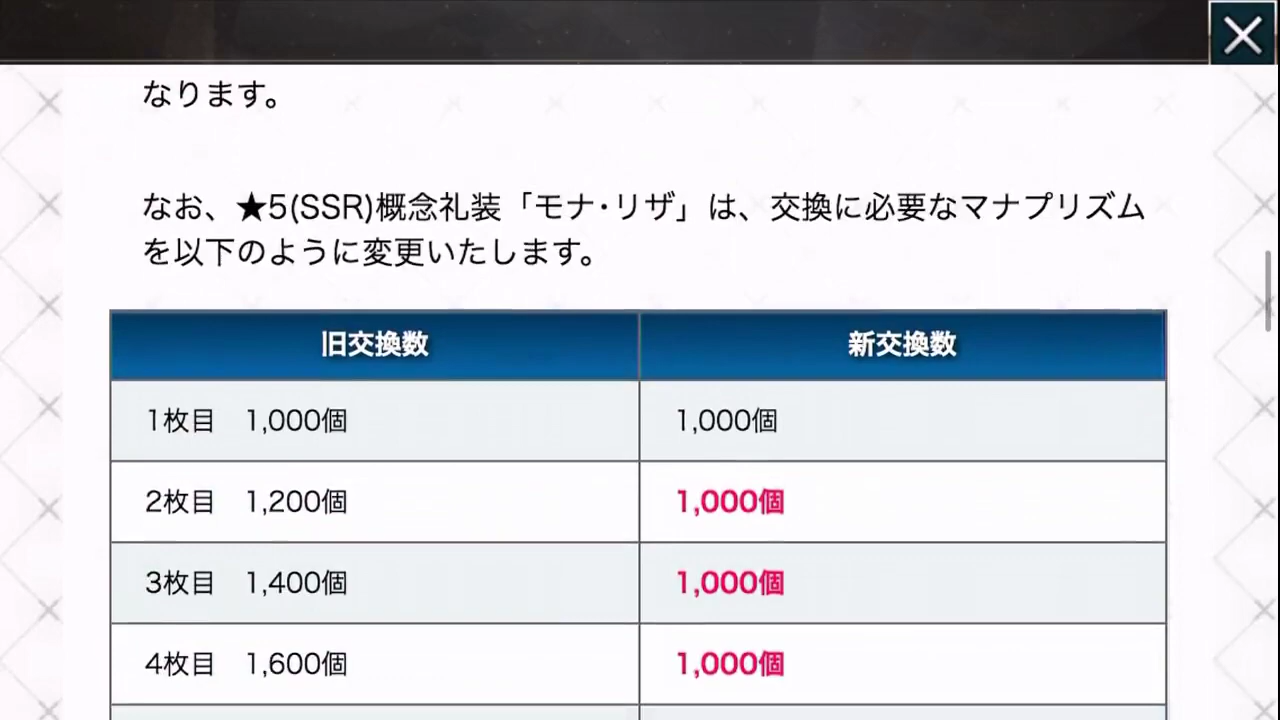 なります。
なお、★5(SSR)概念礼装「モナ･リザ」は、交換に必要なマナプリズム
を以下のように変更いたします。
旧交換数 新交換数
1枚目 1,000個 1,000個
2枚目 1,200個 1,000個
3枚目 1,400個 1,000個
4枚目 1,600個 1,000個